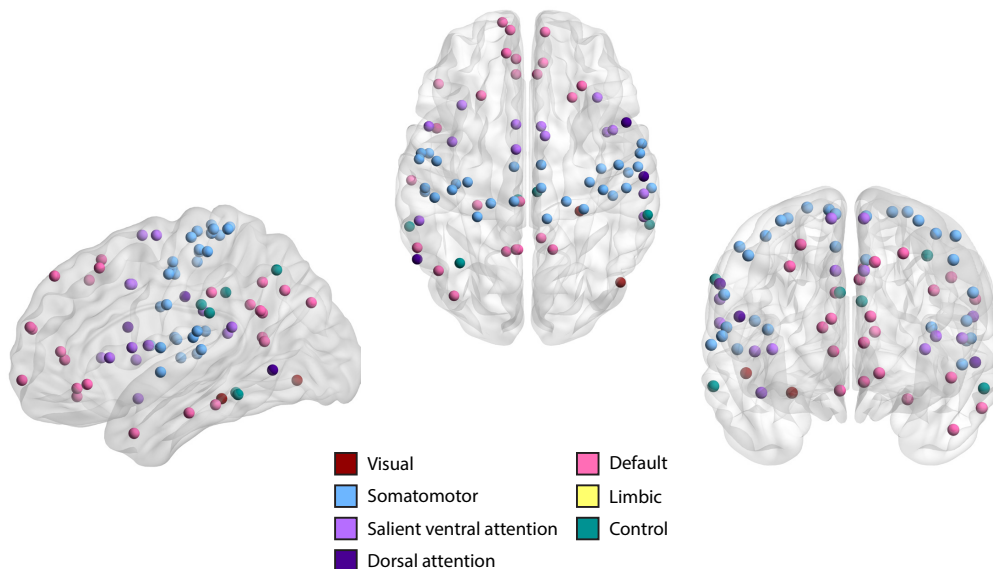 Visual
Somatomotor
Salient ventral attention
Dorsal attention
Default
Limbic
Control